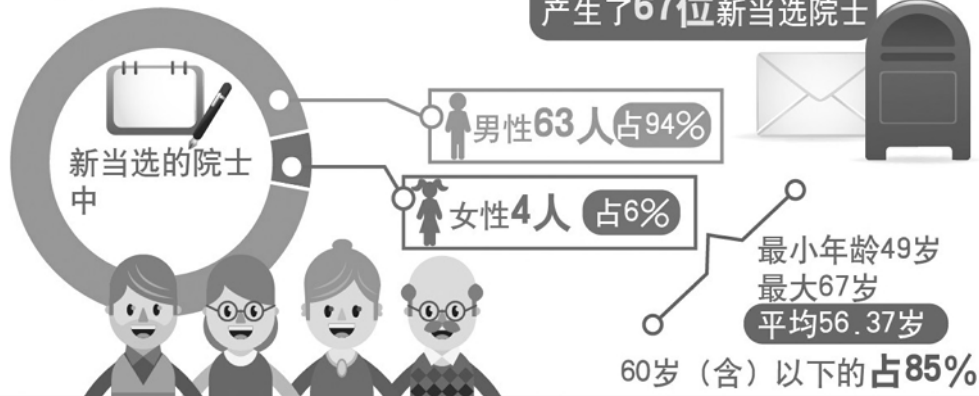 产生了67位新当选院士
新当选的院士
中
男性63人 占94%
女性4人 占6%
最小年龄49岁
最大67岁
平均56.37岁
60岁（含）以下的占85%